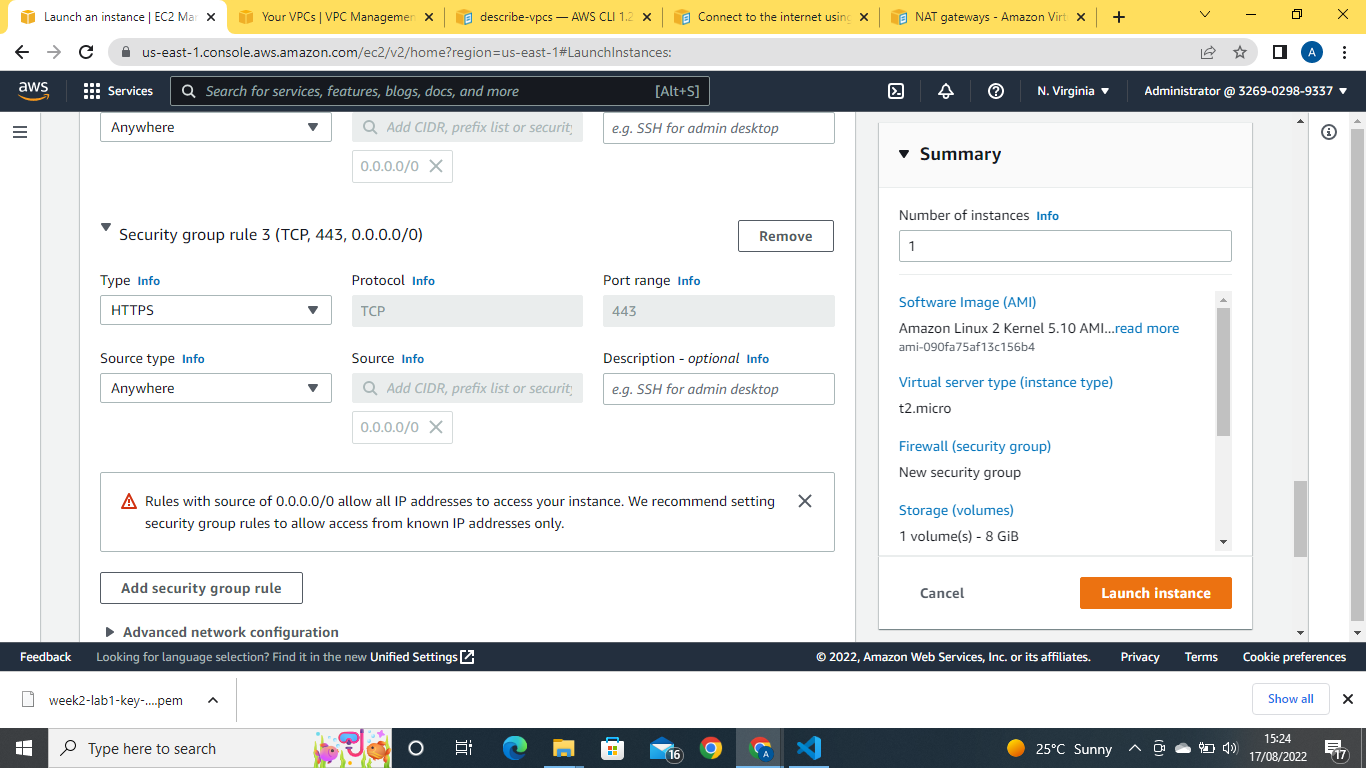 Launch an instance | EC2 Mar
Your VPCs | VPC Managemen
describe-vpcs — AWS CLI 1.2
Connect to the internet using
NAT gateways - Amazon Virt
us-east-1.console.aws.amazon.com/ec2/v2/home?region=us-east-1#LaunchInstances:
A
aws
Services
Search for services, features, blogs, docs, and more
[Alt+S]
N. Virginia
Administrator @ 3269-0298-9337
Anywhere
Add CIDR, prefix list or security
e.g. SSH for admin desktop
0.0.0.0/0
Security group rule 3 (TCP, 443, 0.0.0.0/0)
Remove
Type Info
Protocol Info
Port range Info
HTTPS
TCP
443
Source type Info
Source Info
Description - optional Info
Anywhere
Add CIDR, prefix list or security
e.g. SSH for admin desktop
0.0.0.0/0
Rules with source of 0.0.0.0/0 allow all IP addresses to access your instance. We recommend setting
security group rules to allow access from known IP addresses only.
Add security group rule
Advanced network configuration
Summary
Number of instances Info
1
Software Image (AMI)
Amazon Linux 2 Kernel 5.10 AMI...read more
ami-090fa75af13c156b4
Virtual server type (instance type)
t2.micro
Firewall (security group)
New security group
Storage (volumes)
1 volume(s) - 8 GiB
Cancel
Launch instance
Feedback
Looking for language selection? Find it in the new Unified Settings
© 2022, Amazon Web Services, Inc. or its affiliates.
Privacy
Terms
Cookie preferences
week2-lab1-key-....pem
Show all
Type here to search
16
A
25°C Sunny
15:24
17/08/2022
17